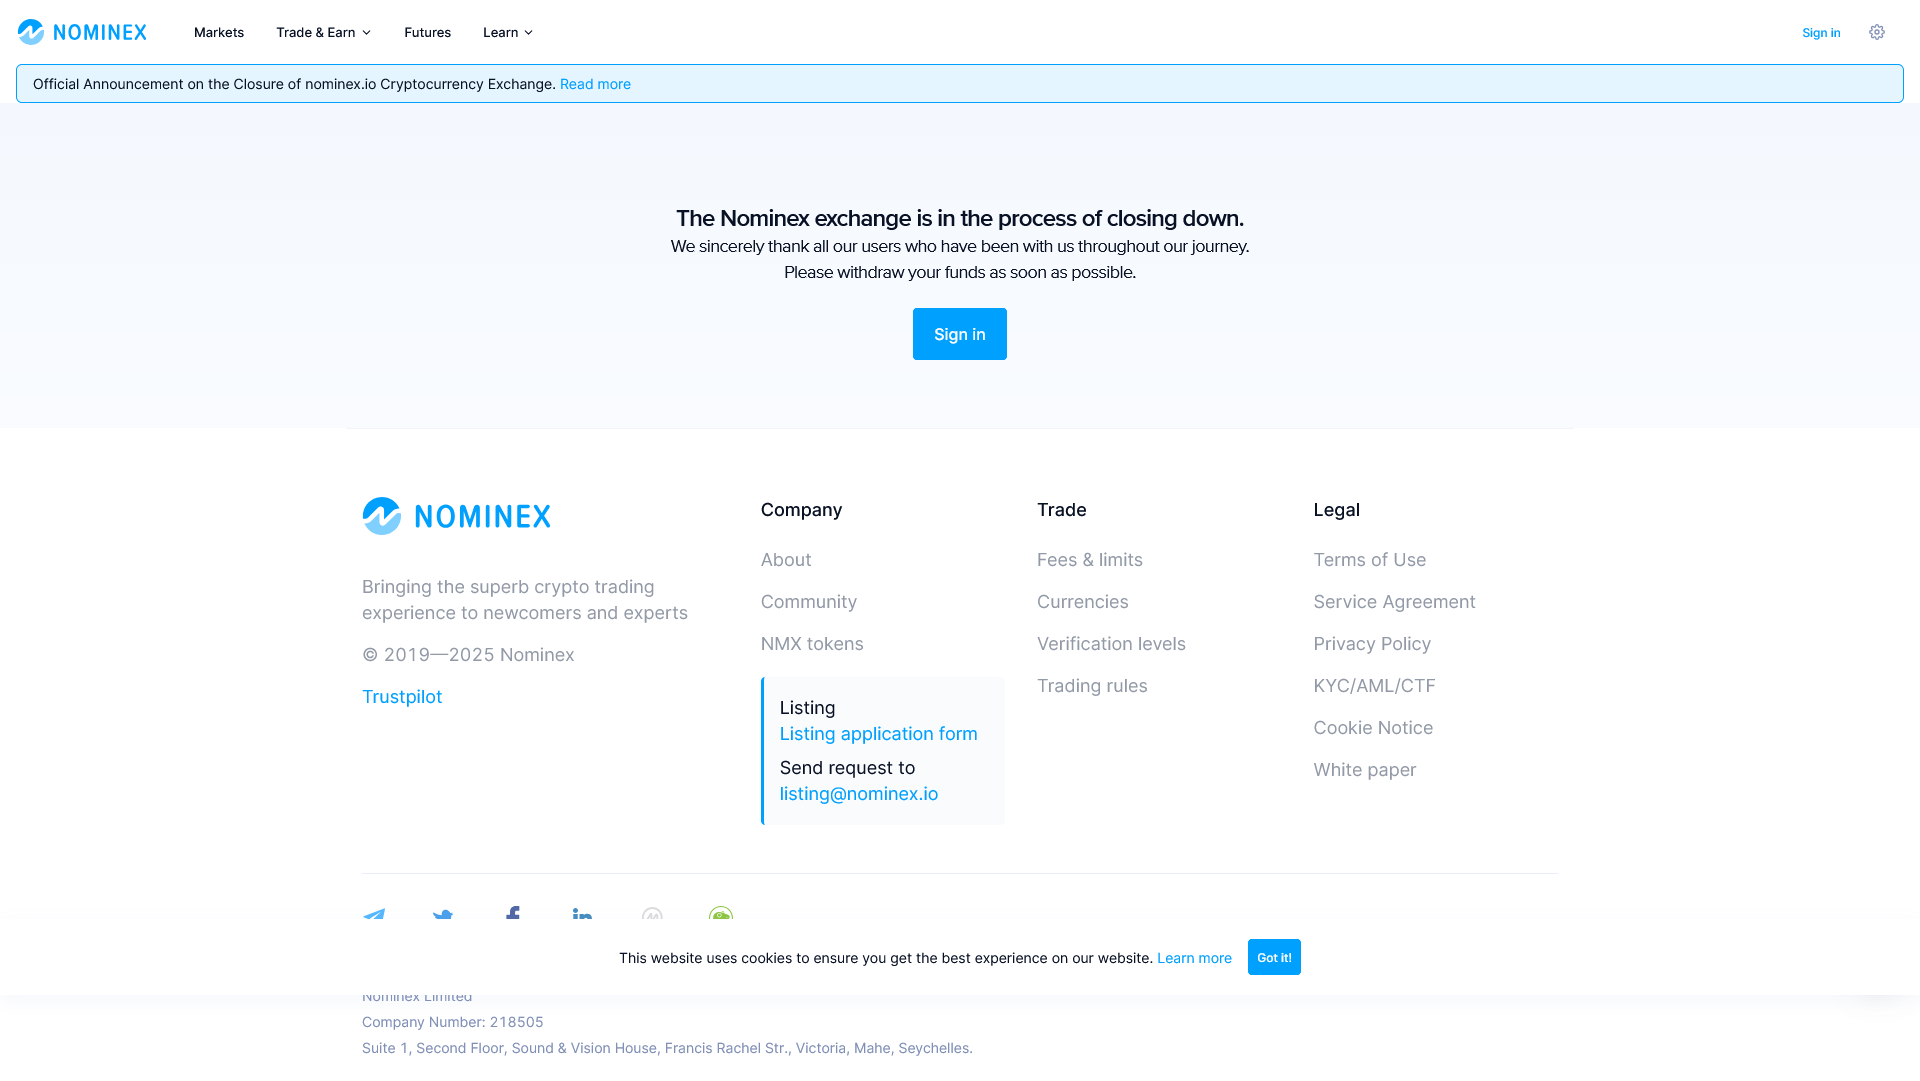 NOMINEX
Markets
Trade & Earn
Futures
Learn
Sign in
Official Announcement on the Closure of nominex.io Cryptocurrency Exchange. Read more
The Nominex exchange is in the process of closing down.
We sincerely thank all our users who have been with us throughout our journey.
Please withdraw your funds as soon as possible.
Sign in
NOMINEX
Bringing the superb crypto trading
experience to newcomers and experts
© 2019—2025 Nominex
Trustpilot
Company
About
Community
NMX tokens
Listing
Listing application form
Send request to
listing@nominex.io
Trade
Fees & limits
Currencies
Verification levels
Trading rules
Legal
Terms of Use
Service Agreement
Privacy Policy
KYC/AML/CTF
Cookie Notice
White paper
This website uses cookies to ensure you get the best experience on our website. Learn more
Got it!
Nominex Limited
Company Number: 218505
Suite 1, Second Floor, Sound & Vision House, Francis Rachel Str., Victoria, Mahe, Seychelles.